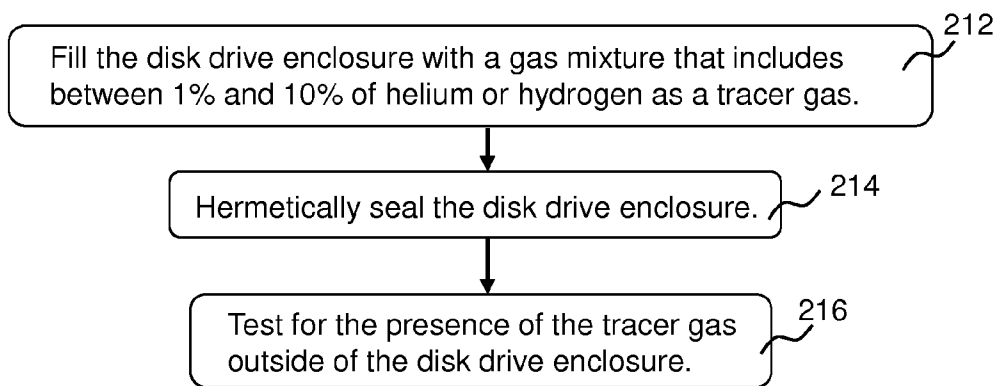 212
Fill the disk drive enclosure with a gas mixture that includes
between 1% and 10% of helium or hydrogen as a tracer gas.
214
Hermetically seal the disk drive enclosure.
216
Test for the presence of the tracer gas
outside of the disk drive enclosure.